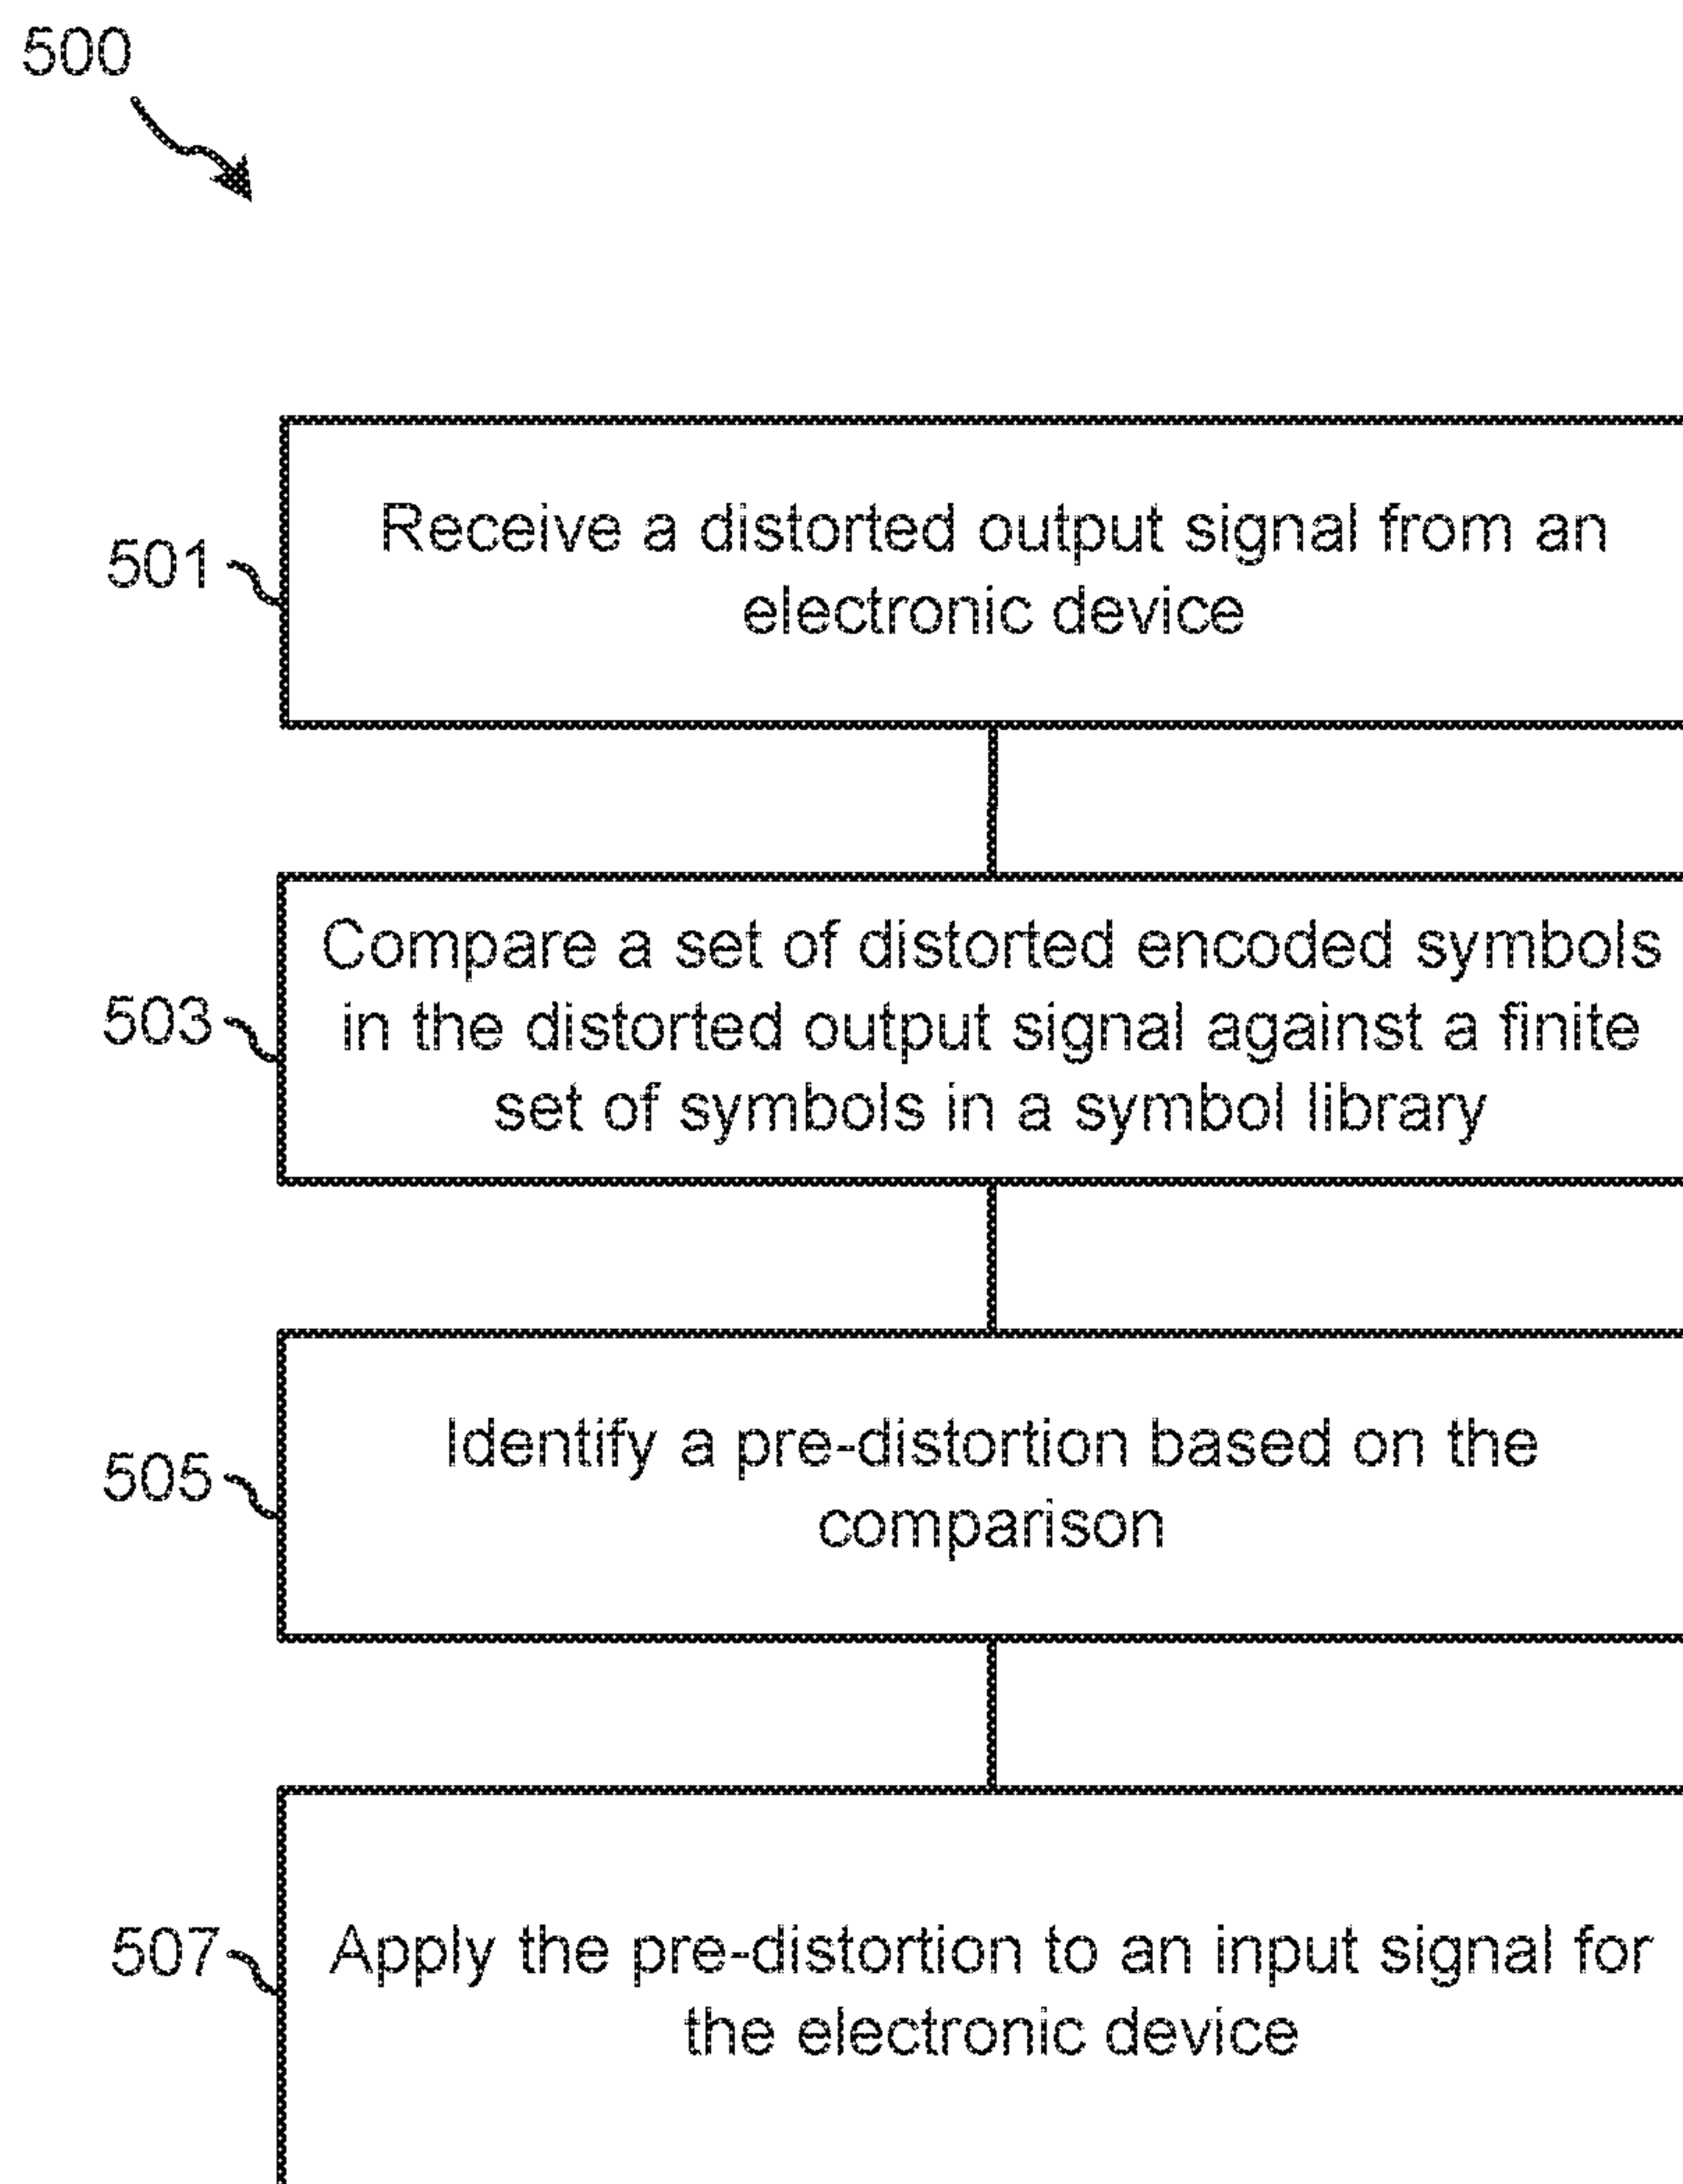 500
501
Receive a distorted output signal from an
electronic device
503
Compare a set of distorted encoded symbols
in the distorted output signal against a finite
set of symbols in a symbol library
505
Identify a pre-distortion based on the
comparison
507
Apply the pre-distortion to an input signal for
the electronic device